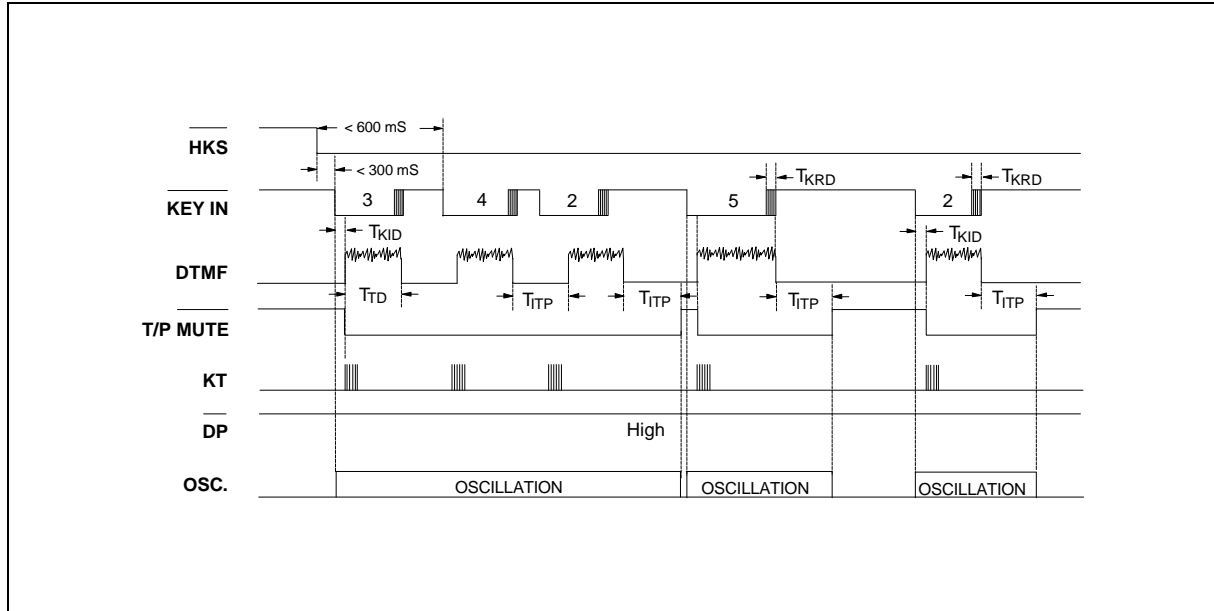 < 600 mS
HKS
< 300 mS
TKRD TKRD
KEY IN 3 4 2 5 2
TKID TKID
DTMF
TTD TITP TITP TITP TITP
T/P MUTE
KT
DP
High
OSC. OSCILLATION OSCILLATION OSCILLATION